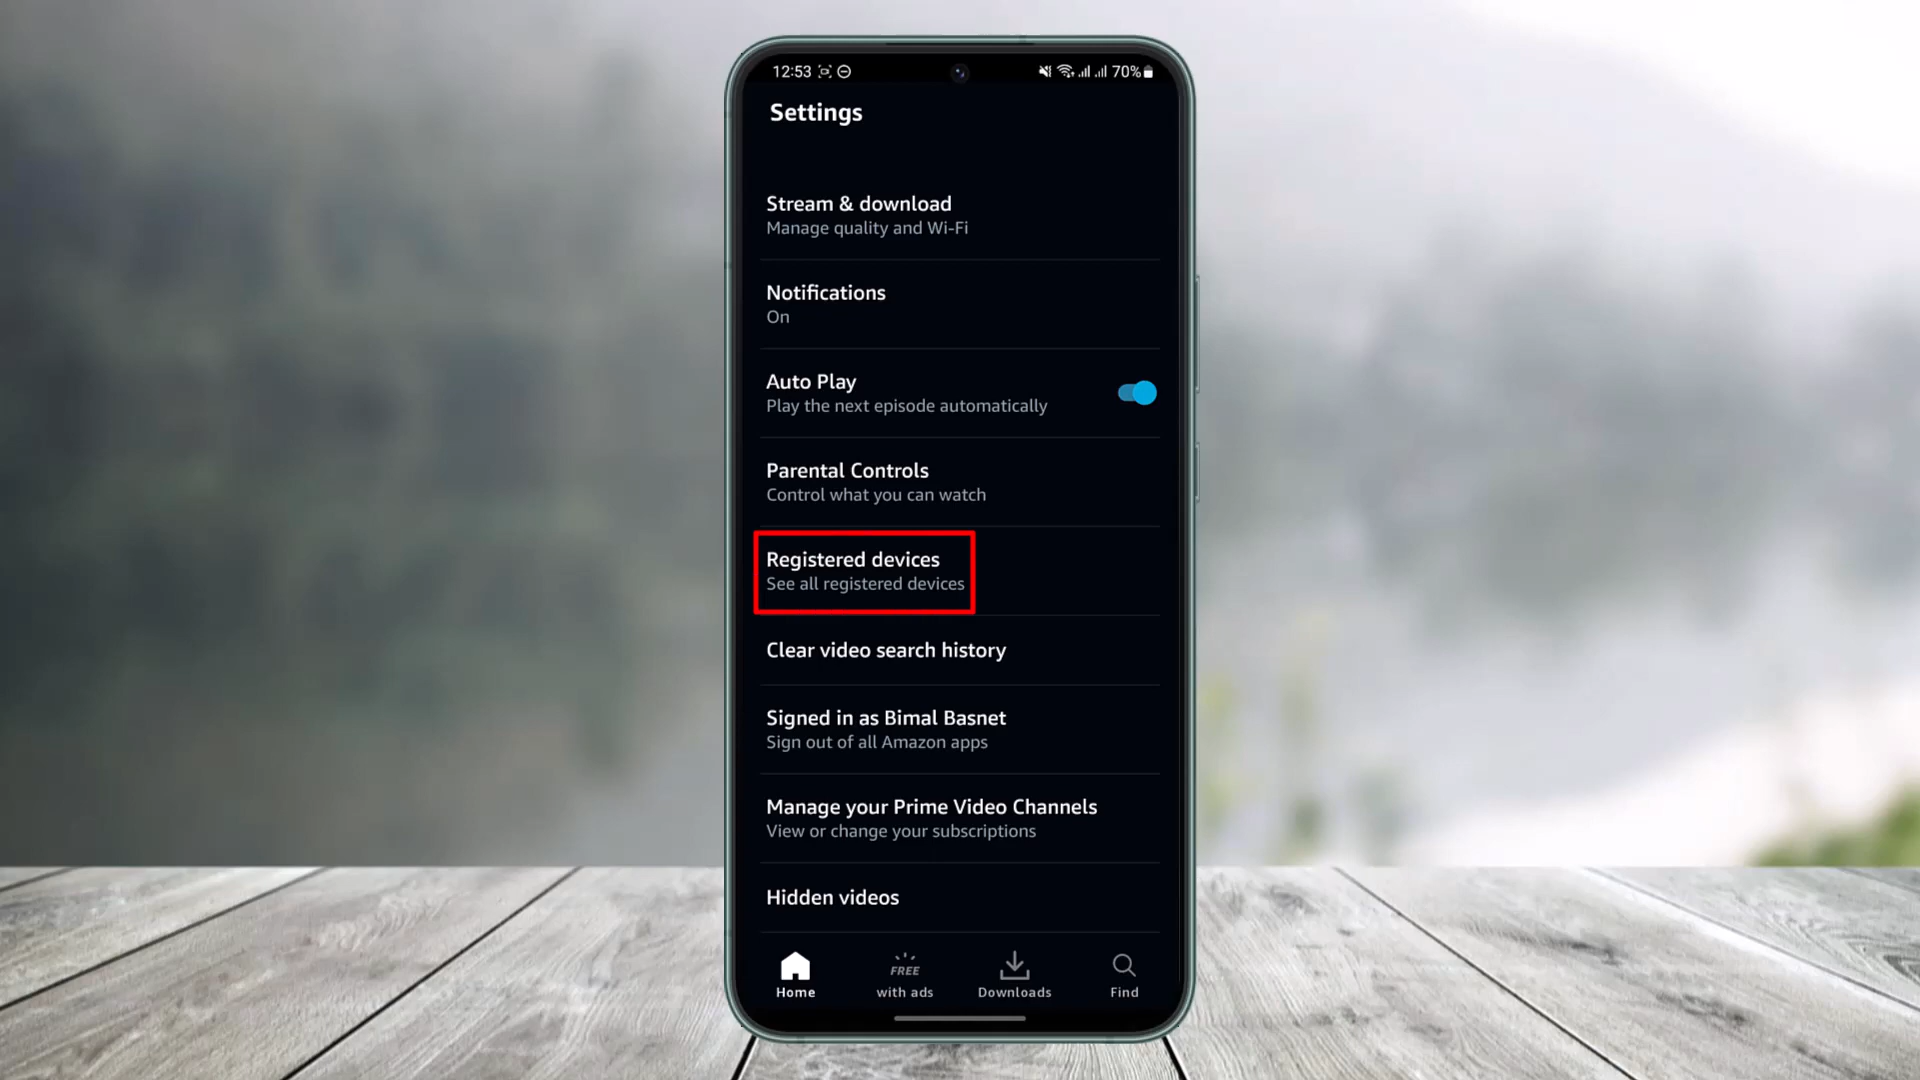 12:53 70%
Settings
Stream & download
Manage quality and Wi-Fi
Notifications
On
Auto Play
Play the next episode automatically
Parental Controls
Control what you can watch
Registered devices
See all registered devices
Clear video search history
Signed in as Bimal Basnet
Sign out of all Amazon apps
Manage your Prime Video Channels
View or change your subscriptions
Hidden videos
FREE
Home with ads Downloads Find